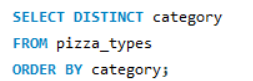 SELECT DISTINCT category
FROM pizza_types
ORDER BY category;